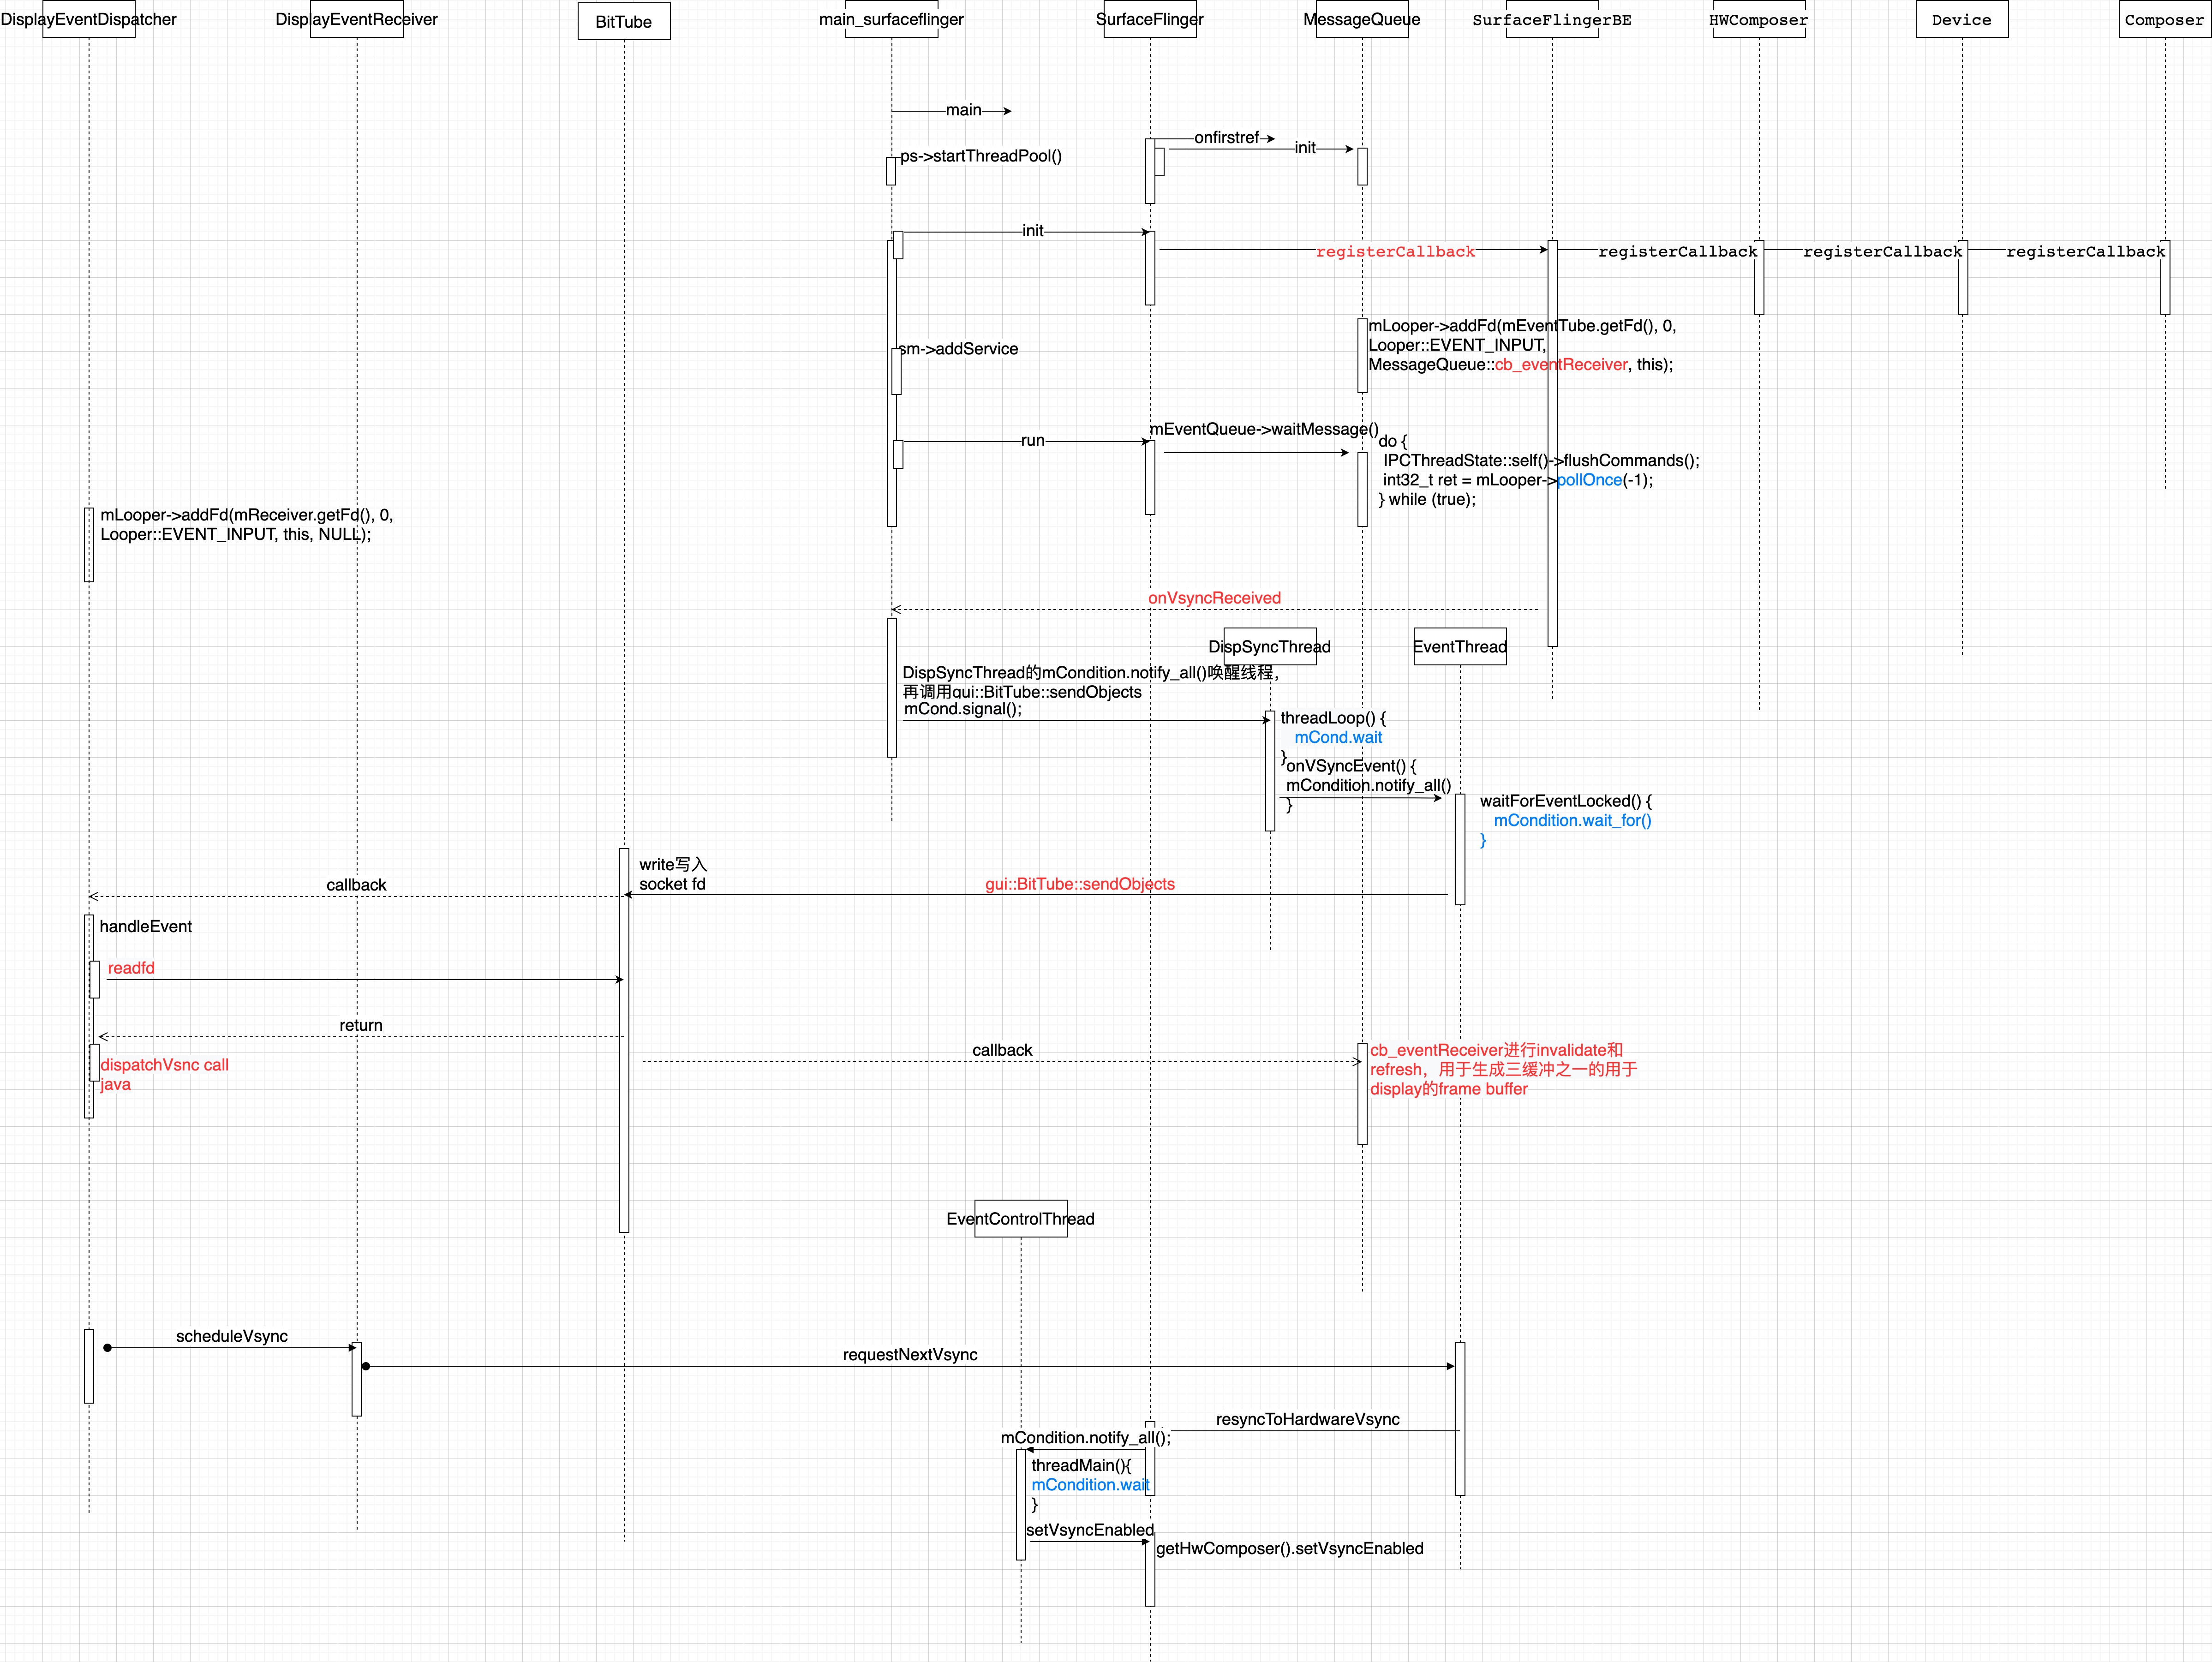 DisplayEventDispatcher
DisplayEventReceiver
BitTube
main_surfaceflinger
SurfaceFlinger
MessageQueue
SurfaceFlingerBE
HWComposer
Device
Composer
main
onfirstref
init
ps->startThreadPool()
init
registerCallback
registerCallback
registerCallback
registerCallback
mLooper->addFd(mEventTube.getFd(), 0,
Looper::EVENT_INPUT,
MessageQueue::cb_eventReceiver, this);
sm->addService
run
mEventQueue->waitMessage()
do {
IPCThreadState::self()->flushCommands();
int32_t ret = mLooper->pollOnce(-1);
} while (true);
mLooper->addFd(mReceiver.getFd(), 0,
Looper::EVENT_INPUT, this, NULL);
onVsyncReceived
DispSyncThread
EventThread
DispSyncThread的mCondition.notify_all()唤醒线程，
再调用gui::BitTube::sendObjects
mCond.signal();
threadLoop() {
mCond.wait
}
onVSyncEvent() {
mCondition.notify_all()
}
waitForEventLocked() {
mCondition.wait_for()
}
write写入
socket fd
callback
gui::BitTube::sendObjects
handleEvent
readfd
return
dispatchVsnc call
java
callback
cb_eventReceiver进行invalidate和
refresh，用于生成三缓冲之一的用于
display的frame buffer
EventControlThread
scheduleVsync
requestNextVsync
resyncToHardwareVsync
mCondition.notify_all();
threadMain(){
mCondition.wait
}
setVsyncEnabled
getHwComposer().setVsyncEnabled